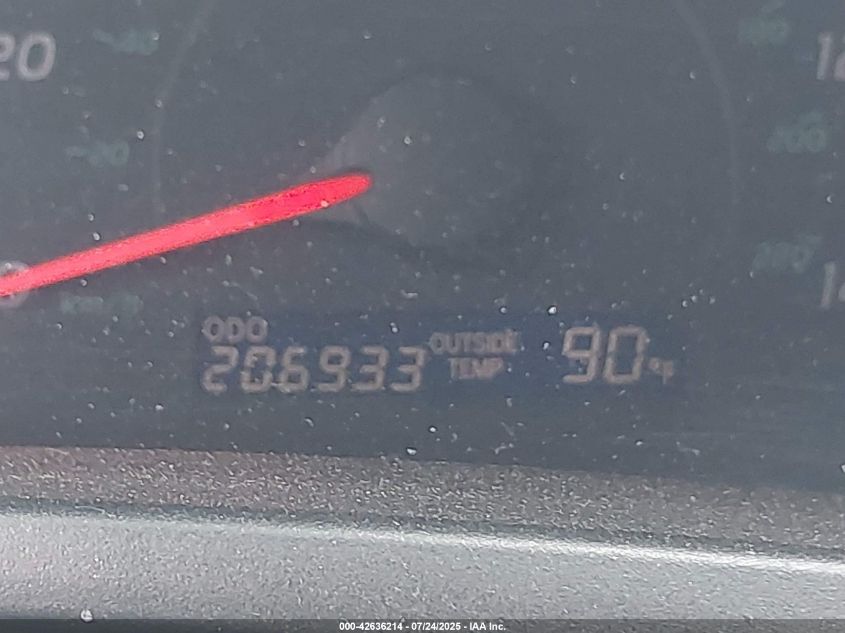 20
ODO
206933
OUTSIDE
TEMP
90°F
000-42636214 - 07/24/2025 - IAA Inc.